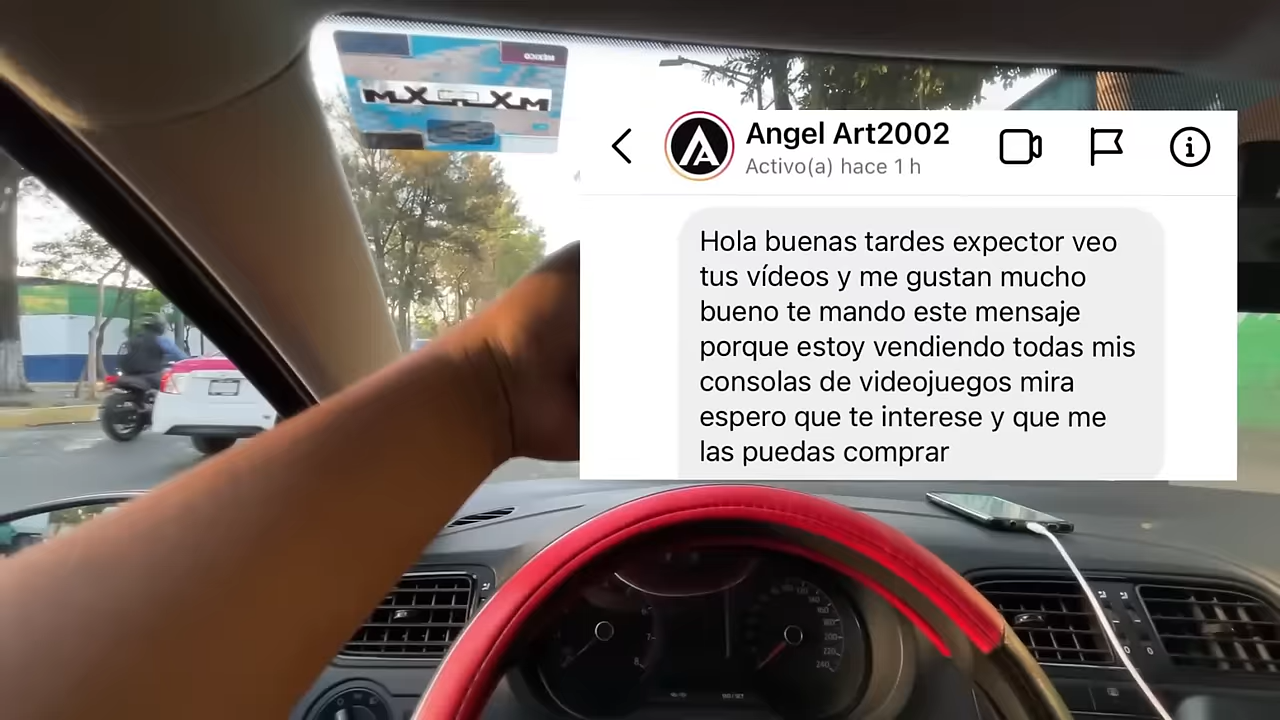 Angel Art2002
Activo(a) hace 1 h
Hola buenas tardes expector veo
tus vídeos y me gustan mucho
bueno te mando este mensaje
porque estoy vendiendo todas mis
consolas de videojuegos mira
espero que te interese y que me
las puedas comprar